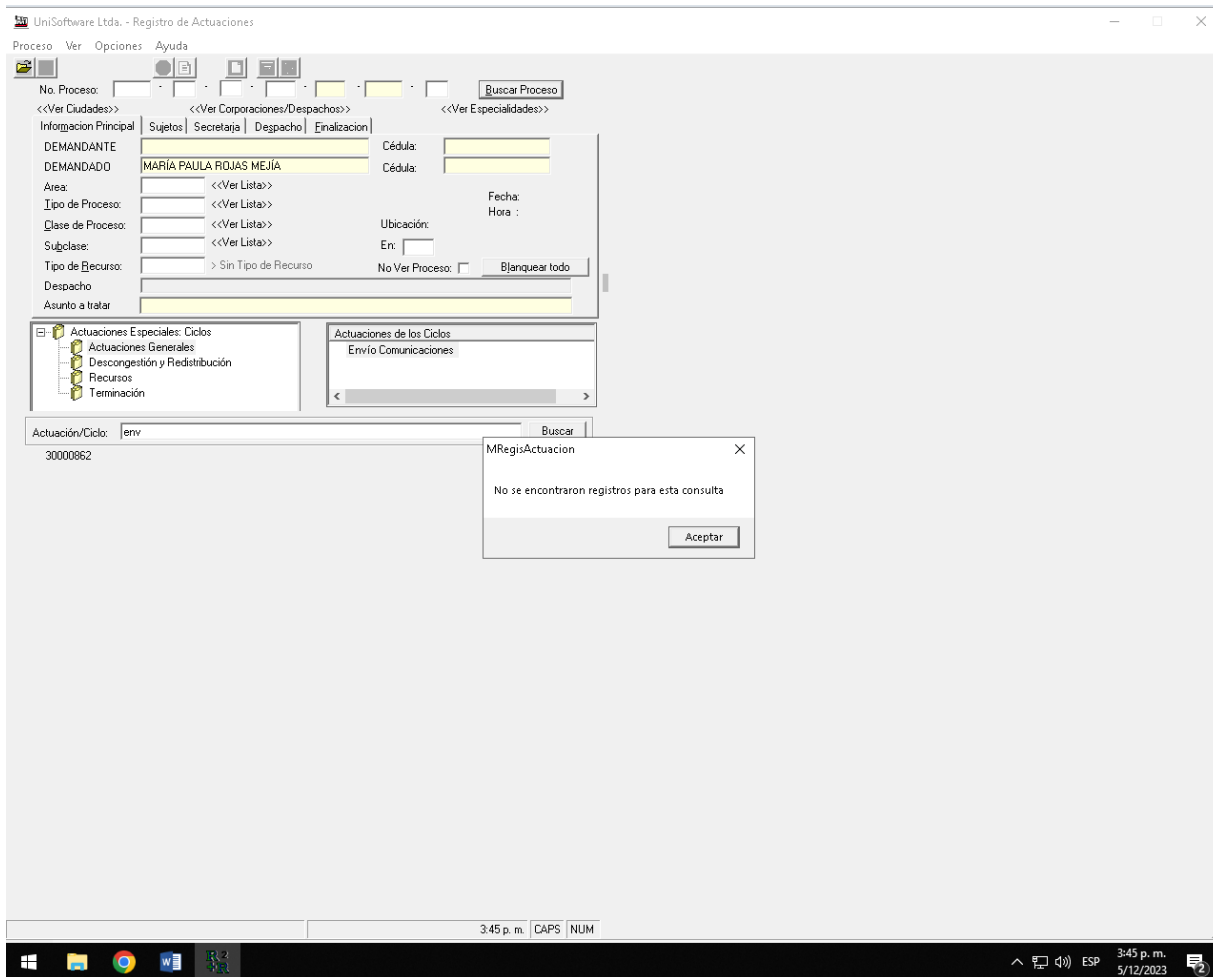 UniSoftware Ltda. - Registro de Actuaciones
Proceso Ver Opciones Ayuda
No. Proceso: - - - - - - Buscar Proceso
<<Ver Ciudades>> <<Ver Corporaciones/Despachos>> <<Ver Especialidades>>
Informacion Principal Sujetos Secretaria Despacho Finalizacion
DEMANDANTE Cédula:
DEMANDADO MARÍA PAULA ROJAS MEJÍA Cédula:
Area: <<Ver Lista>>
Fecha:
Tipo de Proceso: <<Ver Lista>>
Hora :
Clase de Proceso: <<Ver Lista>> Ubicación:
Subclase: <<Ver Lista>> En:
Tipo de Recurso: > Sin Tipo de Recurso No Ver Proceso: Blanquear todo
Despacho
Asunto a tratar
Actuaciones Especiales: Ciclos
Actuaciones Generales
Descongestión y Redistribución
Recursos
Terminación
Actuaciones de los Ciclos
Envío Comunicaciones
Actuación/Ciclo: env Buscar
30000862
MRegisActuacion
No se encontraron registros para esta consulta
Aceptar
3:45 p. m. CAPS NUM
ESP 3:45 p. m.
5/12/2023
2